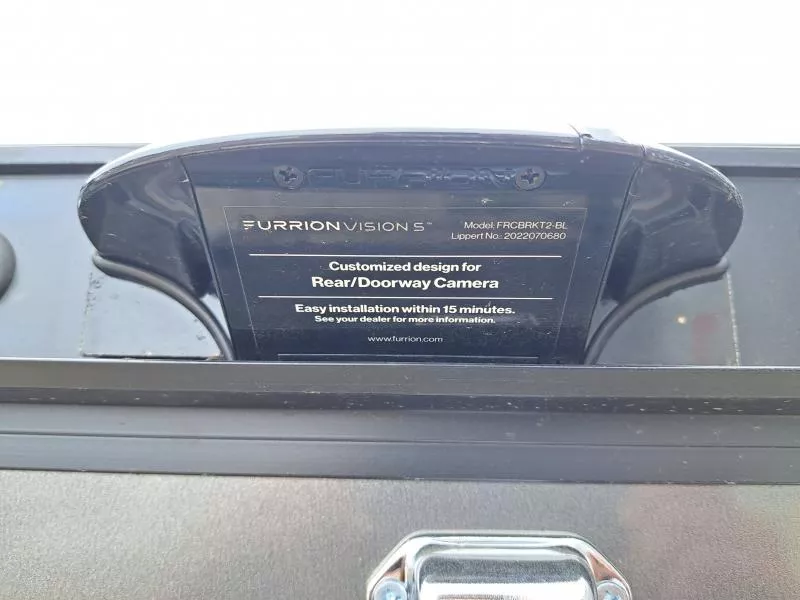 FURRION
FURRION VISION S™
Model: FRCBRKT2-BL
Lippert No.: 2022070680
Customized design for
Rear/Doorway Camera
Easy installation within 15 minutes.
See your dealer for more information.
www.furrion.com